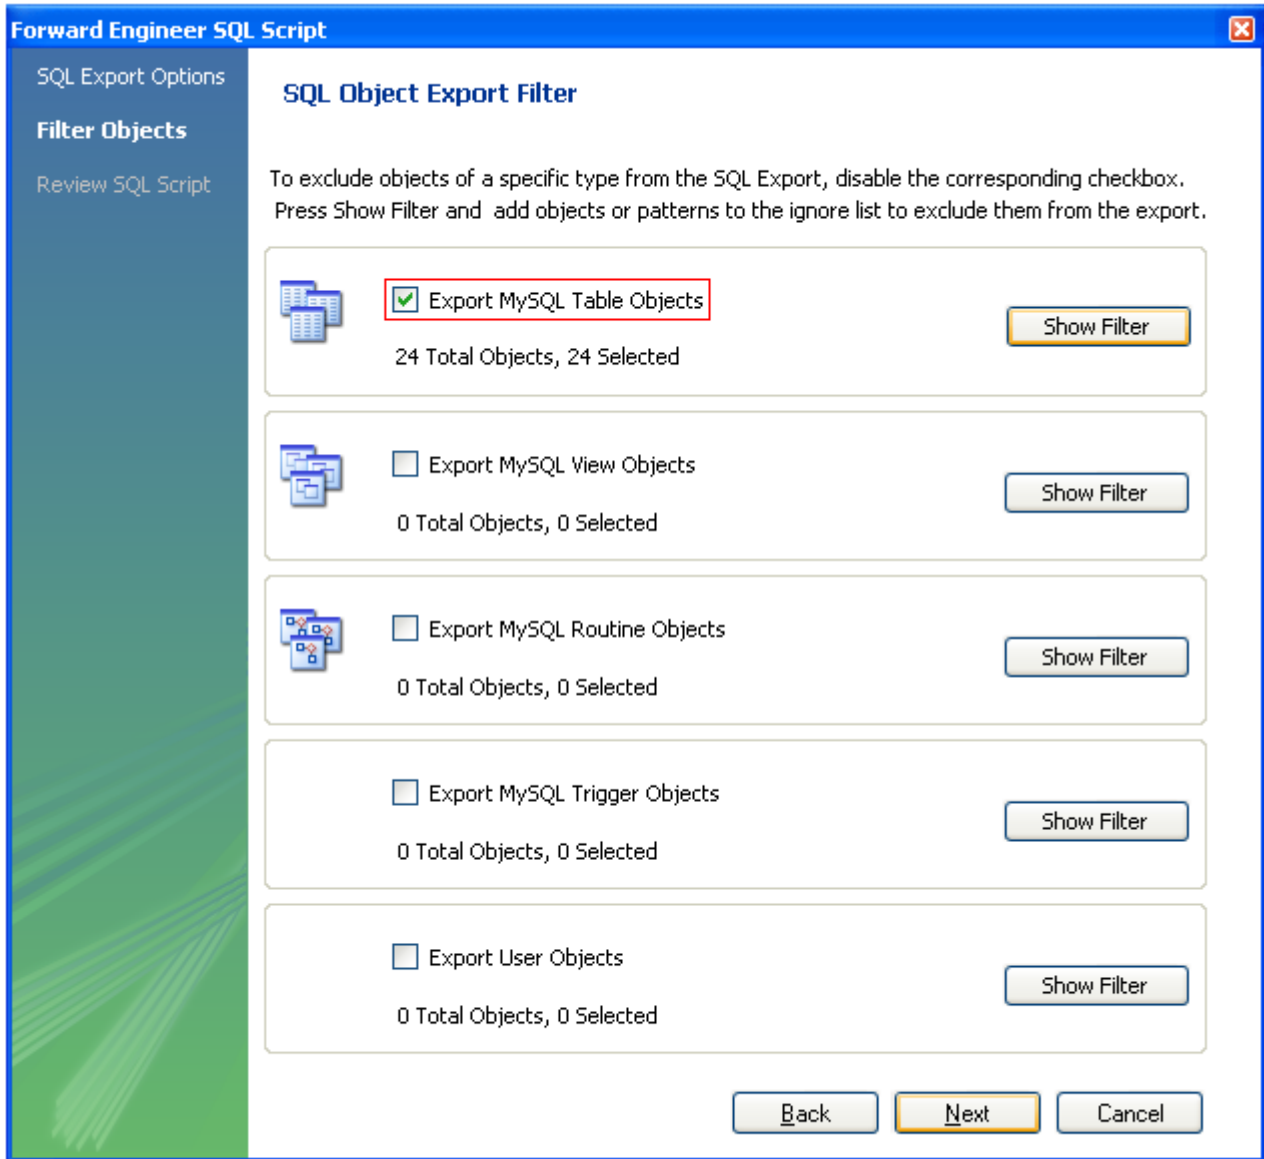 Forward Engineer SQL Script
SQL Export Options
Filter Objects
Review SQL Script
SQL Object Export Filter
To exclude objects of a specific type from the SQL Export, disable the corresponding checkbox.
Press Show Filter and  add objects or patterns to the ignore list to exclude them from the export.
Export MySQL Table Objects
24 Total Objects, 24 Selected
Show Filter
Export MySQL View Objects
0 Total Objects, 0 Selected
Show Filter
Export MySQL Routine Objects
0 Total Objects, 0 Selected
Show Filter
Export MySQL Trigger Objects
0 Total Objects, 0 Selected
Show Filter
Export User Objects
0 Total Objects, 0 Selected
Show Filter
Back
Next
Cancel